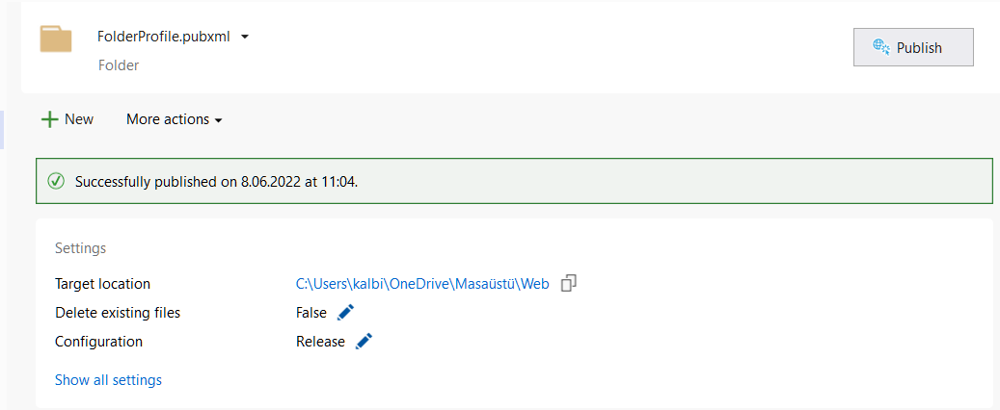 FolderProfile.pubxml
Folder
Publish
New More actions
Successfully published on 8.06.2022 at 11:04.
Settings
Target location C:\Users\kalbi\OneDrive\Masaüstü\Web
Delete existing files False
Configuration Release
Show all settings